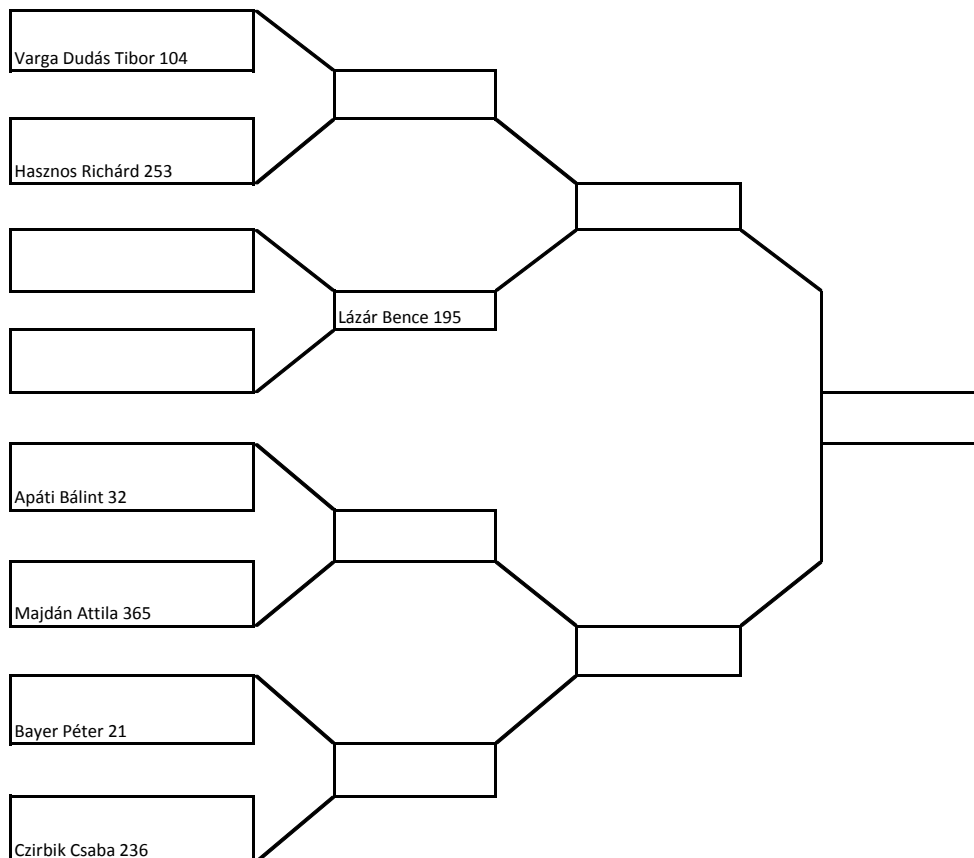 Varga Dudás Tibor 104
Hasznos Richárd 253
Lázár Bence 195
Apáti Bálint 32
Majdán Attila 365
Bayer Péter 21
Czirbik Csaba 236